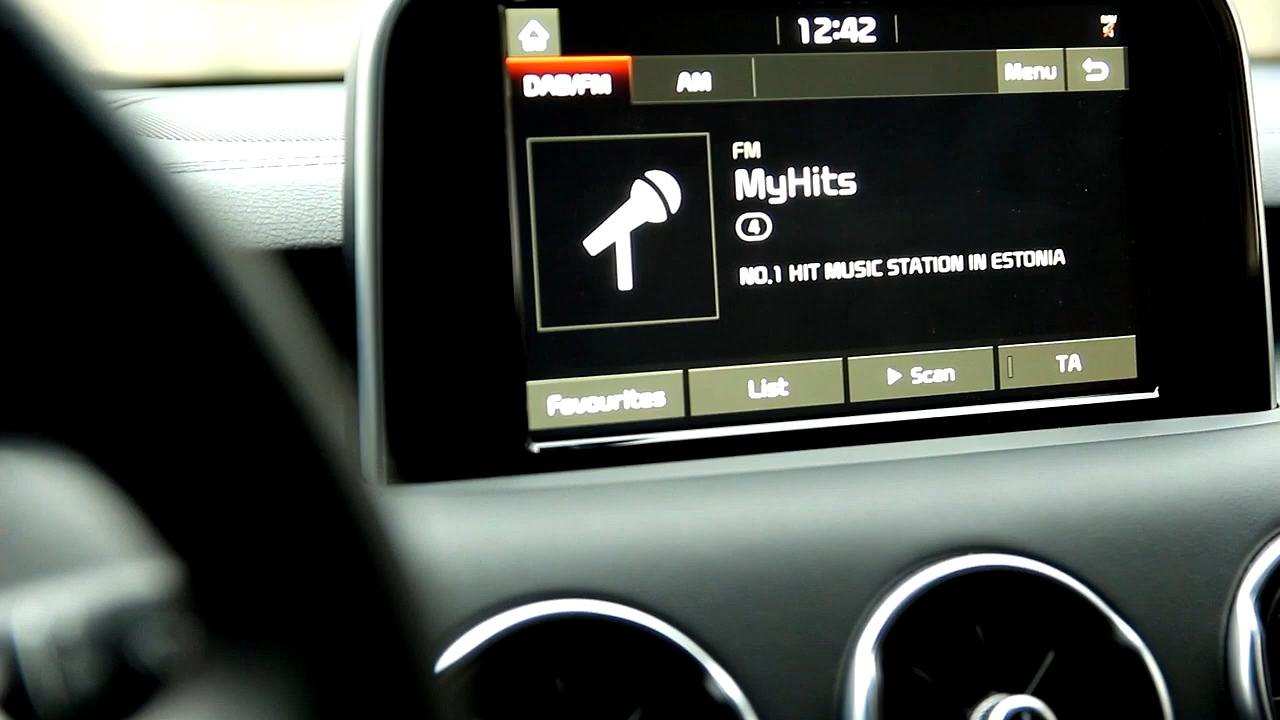 12:42
DAB/FM
AM
Menu
FM
MyHits
4
NO.1 HIT MUSIC STATION IN ESTONIA
Favourites
List
Scan
TA